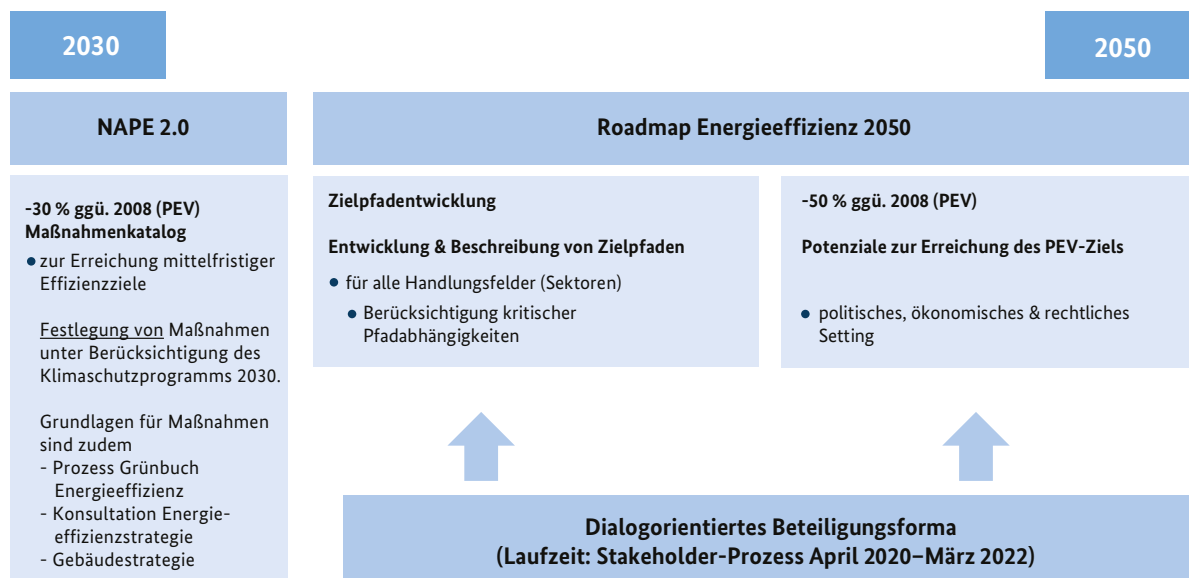 2030
2050
NAPE 2.0
Roadmap Energieeffizienz 2050
-30 % ggü. 2008 (PEV)
Maßnahmenkatalog
• zur Erreichung mittelfristiger
Effizienzziele
Festlegung von Maßnahmen
unter Berücksichtigung des
Klimaschutzprogramms 2030.
Grundlagen für Maßnahmen
sind zudem
- Prozess Grünbuch
Energieeffizienz
- Konsultation Energie-
effizienzstrategie
- Gebäudestrategie
Zielpfadentwicklung
Entwicklung & Beschreibung von Zielpfaden
• für alle Handlungsfelder (Sektoren)
• Berücksichtigung kritischer
Pfadabhängigkeiten
-50 % ggü. 2008 (PEV)
Potenziale zur Erreichung des PEV-Ziels
• politisches, ökonomisches & rechtliches
Setting
Dialogorientiertes Beteiligungsforma
(Laufzeit: Stakeholder-Prozess April 2020–März 2022)